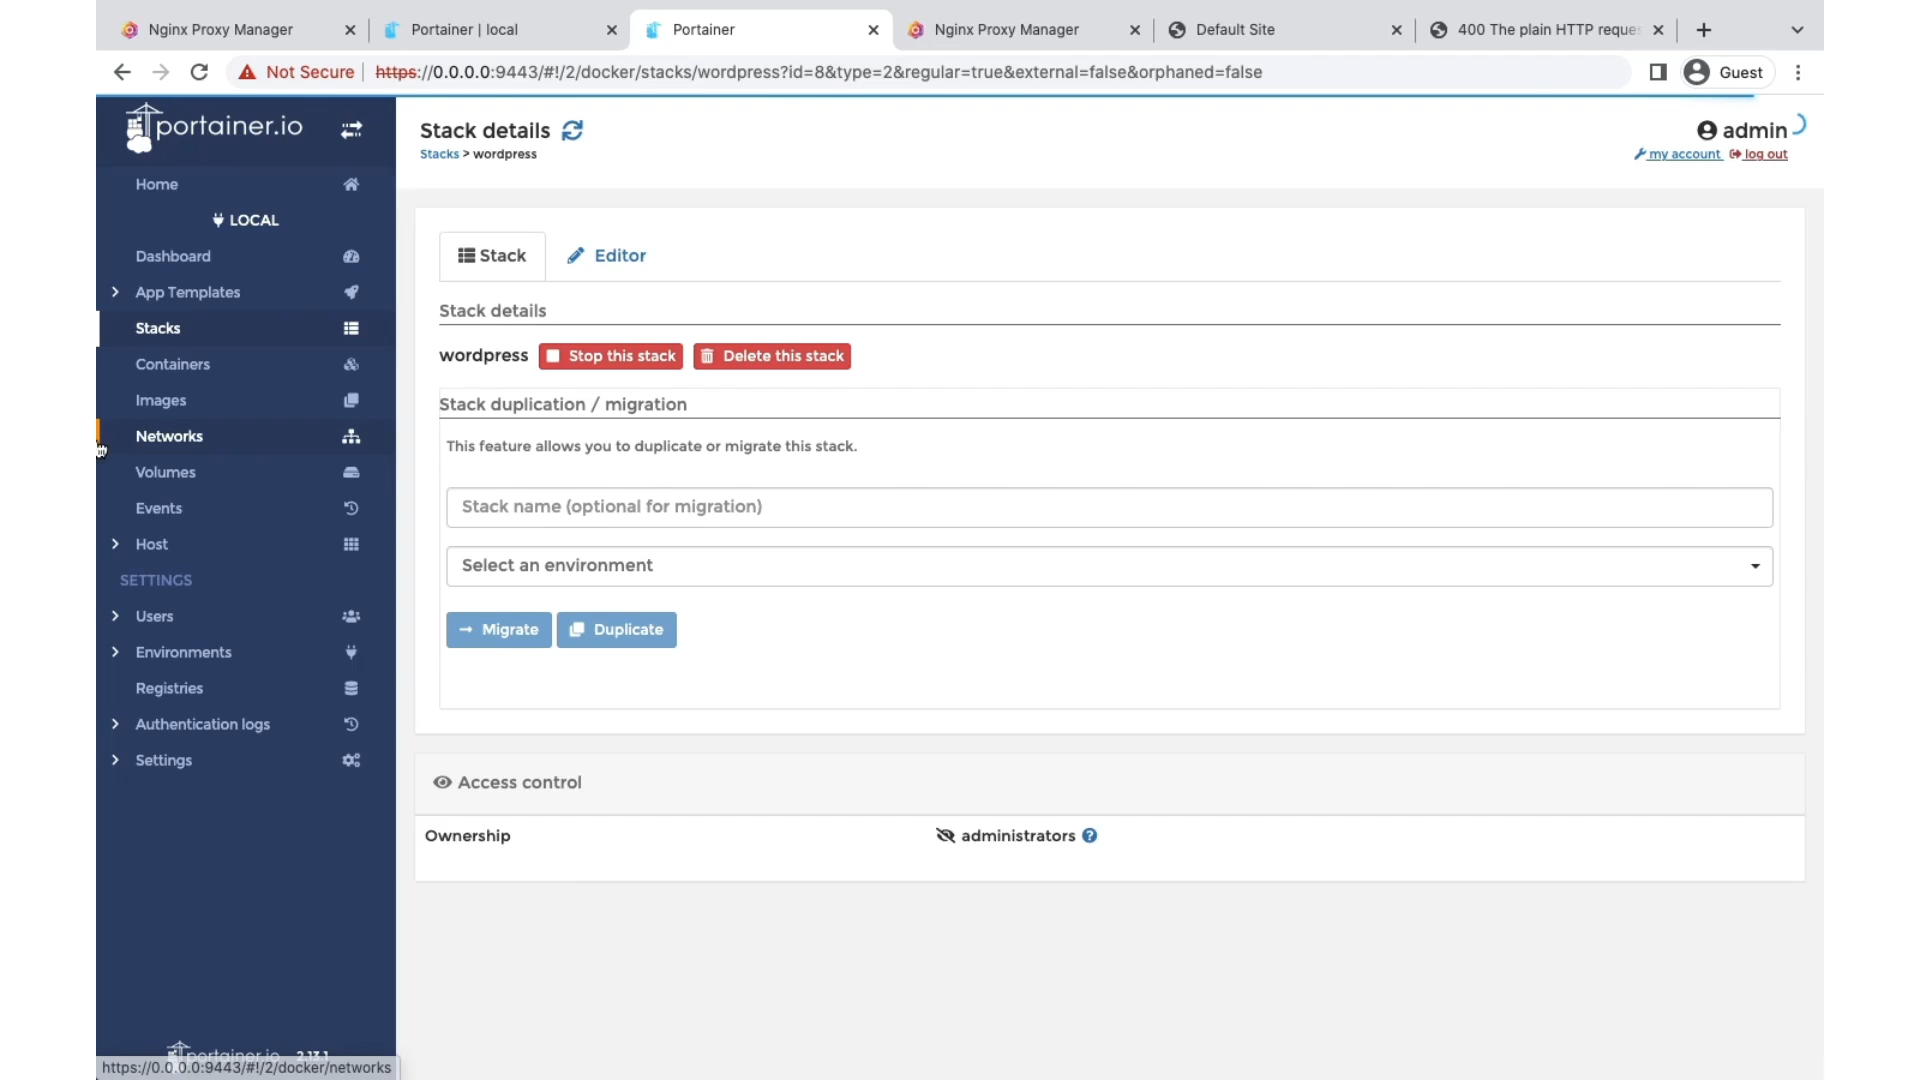 Nginx Proxy Manager
Portainer | local
Portainer
Nginx Proxy Manager
Default Site
400 The plain HTTP reque
Not Secure
https://0.0.0.0:9443/#!/2/docker/stacks/wordpress?id=8&type=2&regular=true&external=false&orphaned=false
Guest
portainer.io
Home
LOCAL
Dashboard
App Templates
Stacks
Containers
Images
Networks
Volumes
Events
Host
SETTINGS
Users
Environments
Registries
Authentication logs
Settings
portainer.io 2.13.1
https://0.0.0.0:9443/#!/2/docker/networks
Stack details
Stacks > wordpress
admin
my account log out
Stack Editor
Stack details
wordpress Stop this stack Delete this stack
Stack duplication / migration
This feature allows you to duplicate or migrate this stack.
Stack name (optional for migration)
Select an environment
Migrate Duplicate
Access control
Ownership administrators